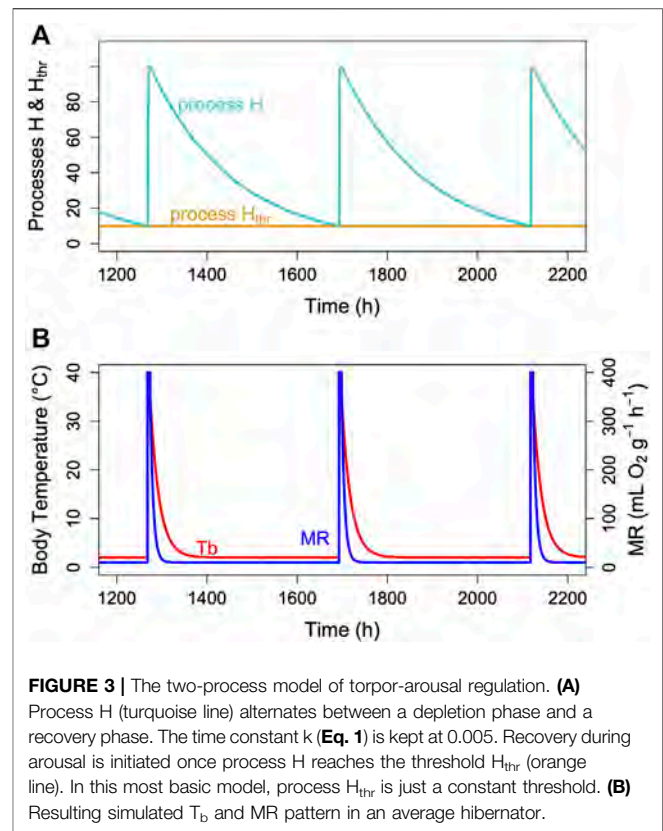 A
Processes H & Hthr
80
60
40
20
0
process H
process Hthr
1200 1400 1600 1800 2000 2200
Time (h)
B
Body Temperature (°C)
40
30
20
10
0
Tb
MR
400
300
200
100
0
MR (mL O2 g−1 h−1)
1200 1400 1600 1800 2000 2200
Time (h)
FIGURE 3 | The two-process model of torpor-arousal regulation. (A)
Process H (turquoise line) alternates between a depletion phase and a
recovery phase. The time constant k (Eq. 1) is kept at 0.005. Recovery during
arousal is initiated once process H reaches the threshold Hthr (orange
line). In this most basic model, process Hthr is just a constant threshold. (B)
Resulting simulated Tb and MR pattern in an average hibernator.